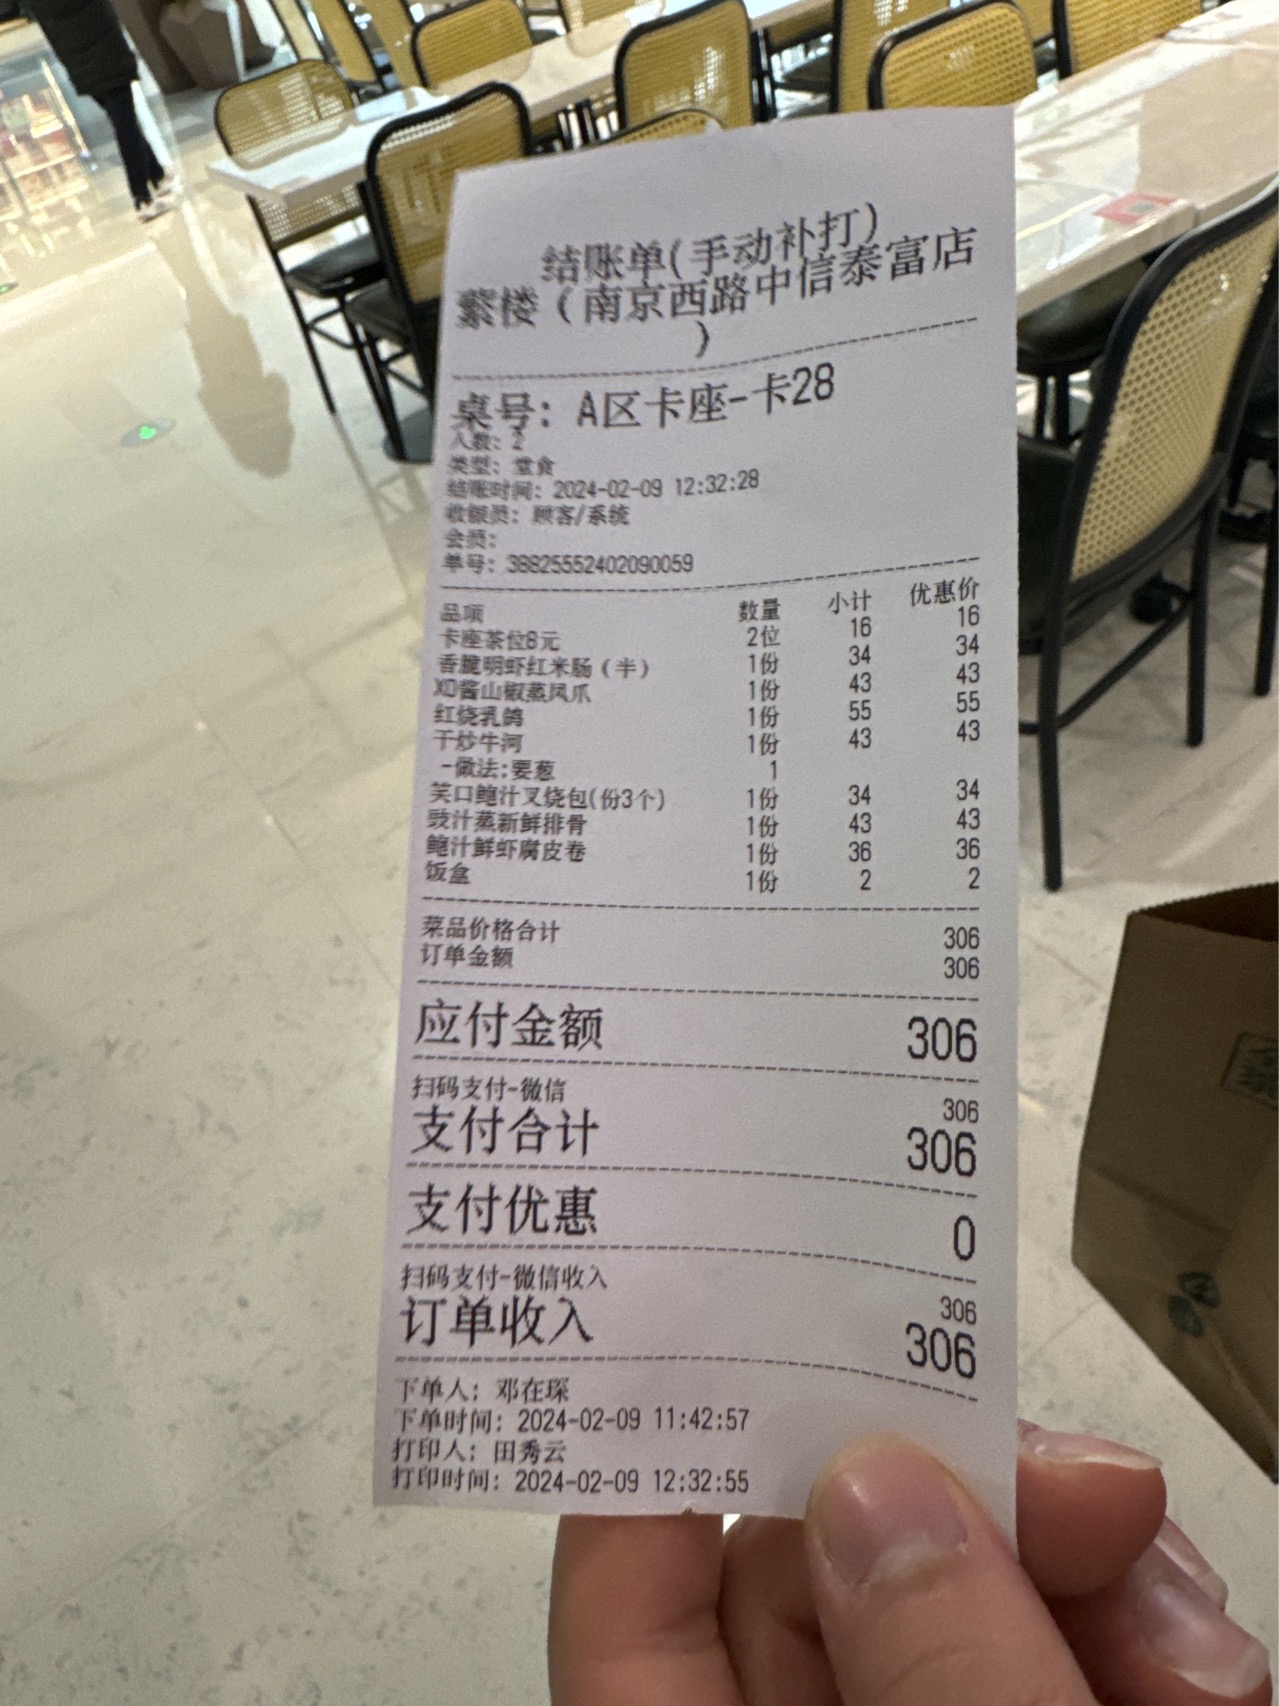 结账单(手动补打)
紫楼（南京西路中信泰富店
）
桌号: A区卡座-卡28
人数: 2
类型: 堂食
结账时间: 2024-02-09 12:32:28
收银员: 顾客/系统
会员:
单号: 38825552402090059
品项 数量 小计 优惠价
卡座茶位8元 2位 16 16
香脆明虾红米肠（半） 1份 34 34
XO酱山椒蒸凤爪 1份 43 43
红烧乳鸽 1份 55 55
干炒牛河 1份 43 43
-做法:要葱 1
笑口鲍汁叉烧包(份3个) 1份 34 34
豉汁蒸新鲜排骨 1份 43 43
鲍汁鲜虾腐皮卷 1份 36 36
饭盒 1份 2 2
菜品价格合计 306
订单金额 306
应付金额 306
扫码支付-微信 306
支付合计 306
支付优惠 0
扫码支付-微信收入 306
订单收入 306
下单人: 邓在琛
下单时间: 2024-02-09 11:42:57
打印人: 田秀云
打印时间: 2024-02-09 12:32:55